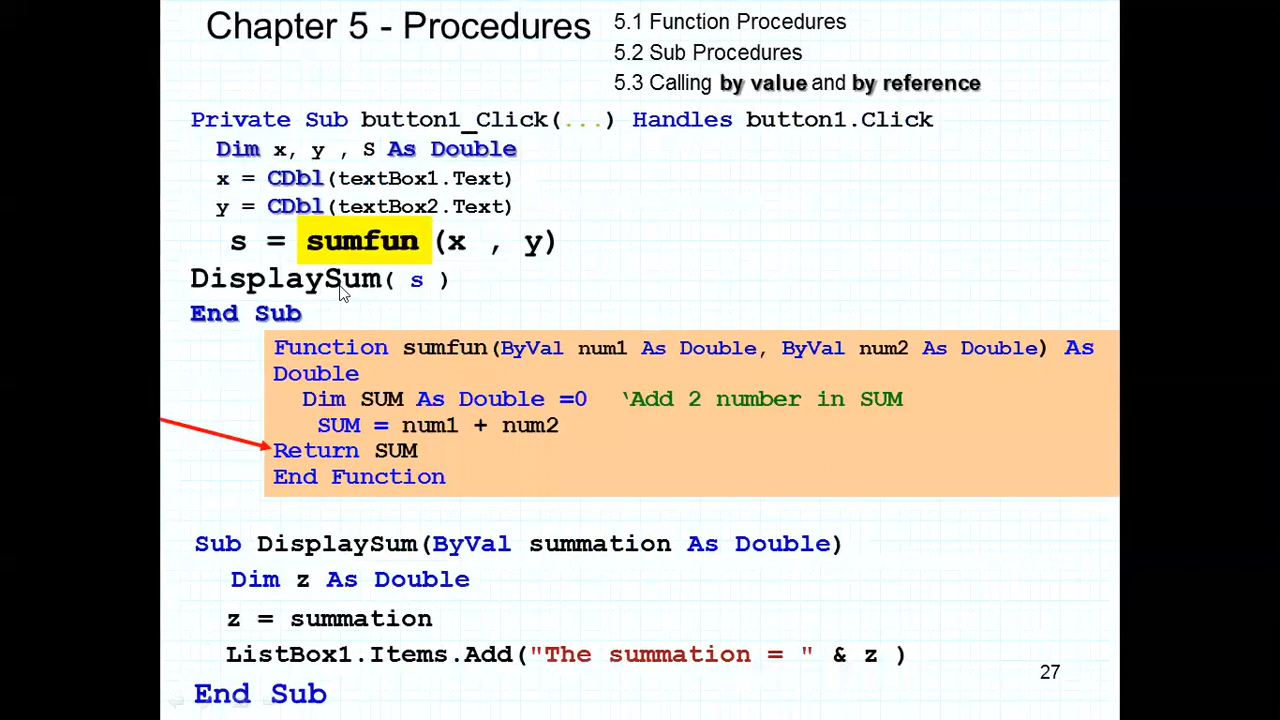 Chapter 5 - Procedures
5.1 Function Procedures
5.2 Sub Procedures
5.3 Calling by value and by reference
Private Sub button1_Click(...) Handles button1.Click
Dim x, y , S As Double
x = CDbl(textBox1.Text)
y = CDbl(textBox2.Text)
s = sumfun (x , y)
DisplaySum( s )
End Sub
Function sumfun(ByVal num1 As Double, ByVal num2 As Double) As
Double
Dim SUM As Double =0 ‘Add 2 number in SUM
SUM = num1 + num2
Return SUM
End Function
Sub DisplaySum(ByVal summation As Double)
Dim z As Double
z = summation
ListBox1.Items.Add("The summation = " & z )
End Sub
27